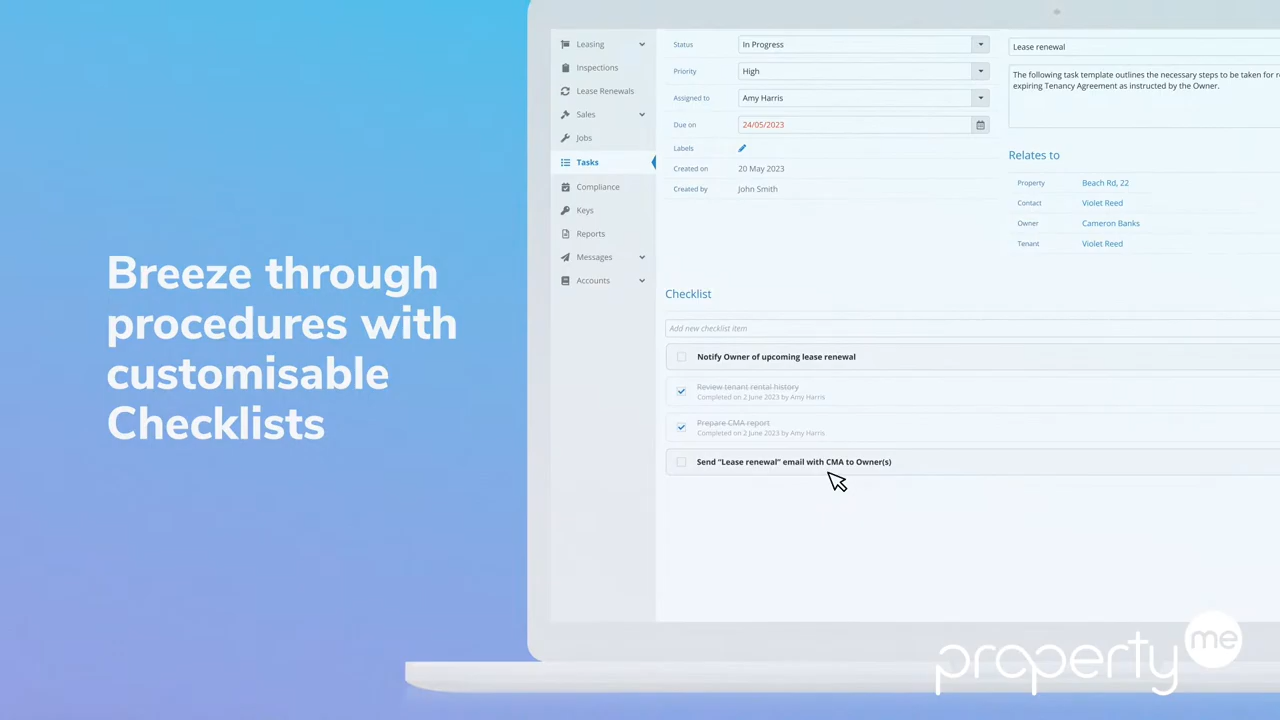 Breeze through
procedures with
customisable
Checklists
Leasing
Inspections
Lease Renewals
Sales
Jobs
Tasks
Compliance
Keys
Reports
Messages
Accounts
Status In Progress
Priority High
Assigned to Amy Harris
Due on 24/05/2023
Labels
Created on 20 May 2023
Created by John Smith
Lease renewal
The following task template outlines the necessary steps to be taken for
expiring Tenancy Agreement as instructed by the Owner.
Relates to
Property Beach Rd, 22
Contact Violet Reed
Owner Cameron Banks
Tenant Violet Reed
Checklist
Add new checklist item
Notify Owner of upcoming lease renewal
Review tenant rental history
Completed on 2 June 2023 by Amy Harris
Prepare CMA report
Completed on 2 June 2023 by Amy Harris
Send “Lease renewal” email with CMA to Owner(s)
property me